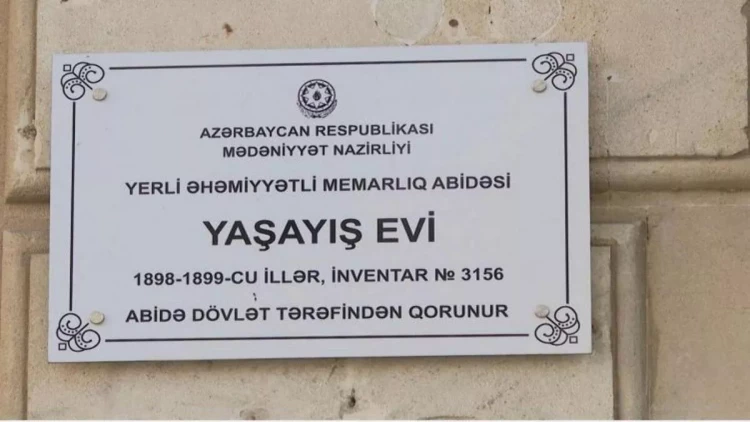 AZƏRBAYCAN RESPUBLİKASI
MƏDƏNİYYƏT NAZİRLİYİ
YERLİ ƏHƏMİYYƏTLİ MEMARLIQ ABİDƏSİ
YAŞAYIŞ EVİ
1898-1899-CU İLLƏR, İNVENTAR № 3156
ABİDƏ DÖVLƏT TƏRƏFİNDƏN QORUNUR